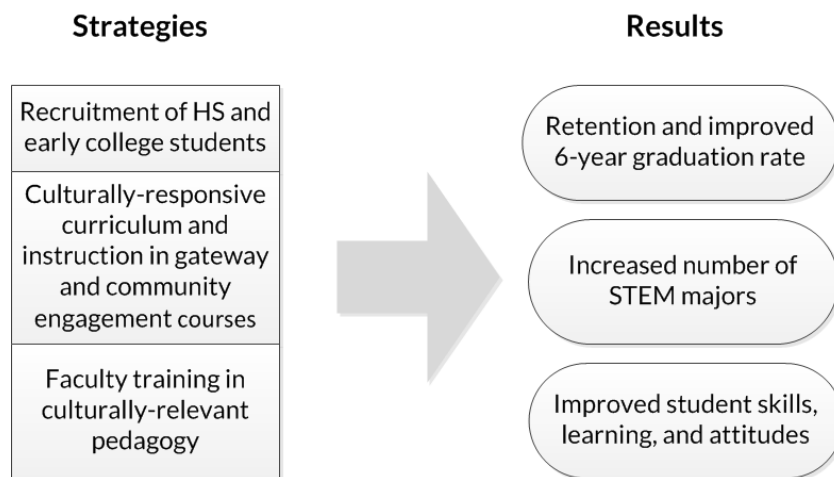 Strategies
Recruitment of HS and
early college students
Culturally-responsive
curriculum and
instruction in gateway
and community
engagement courses
Faculty training in
culturally-relevant
pedagogy
Results
Retention and improved
6-year graduation rate
Increased number of
STEM majors
Improved student skills,
learning, and attitudes